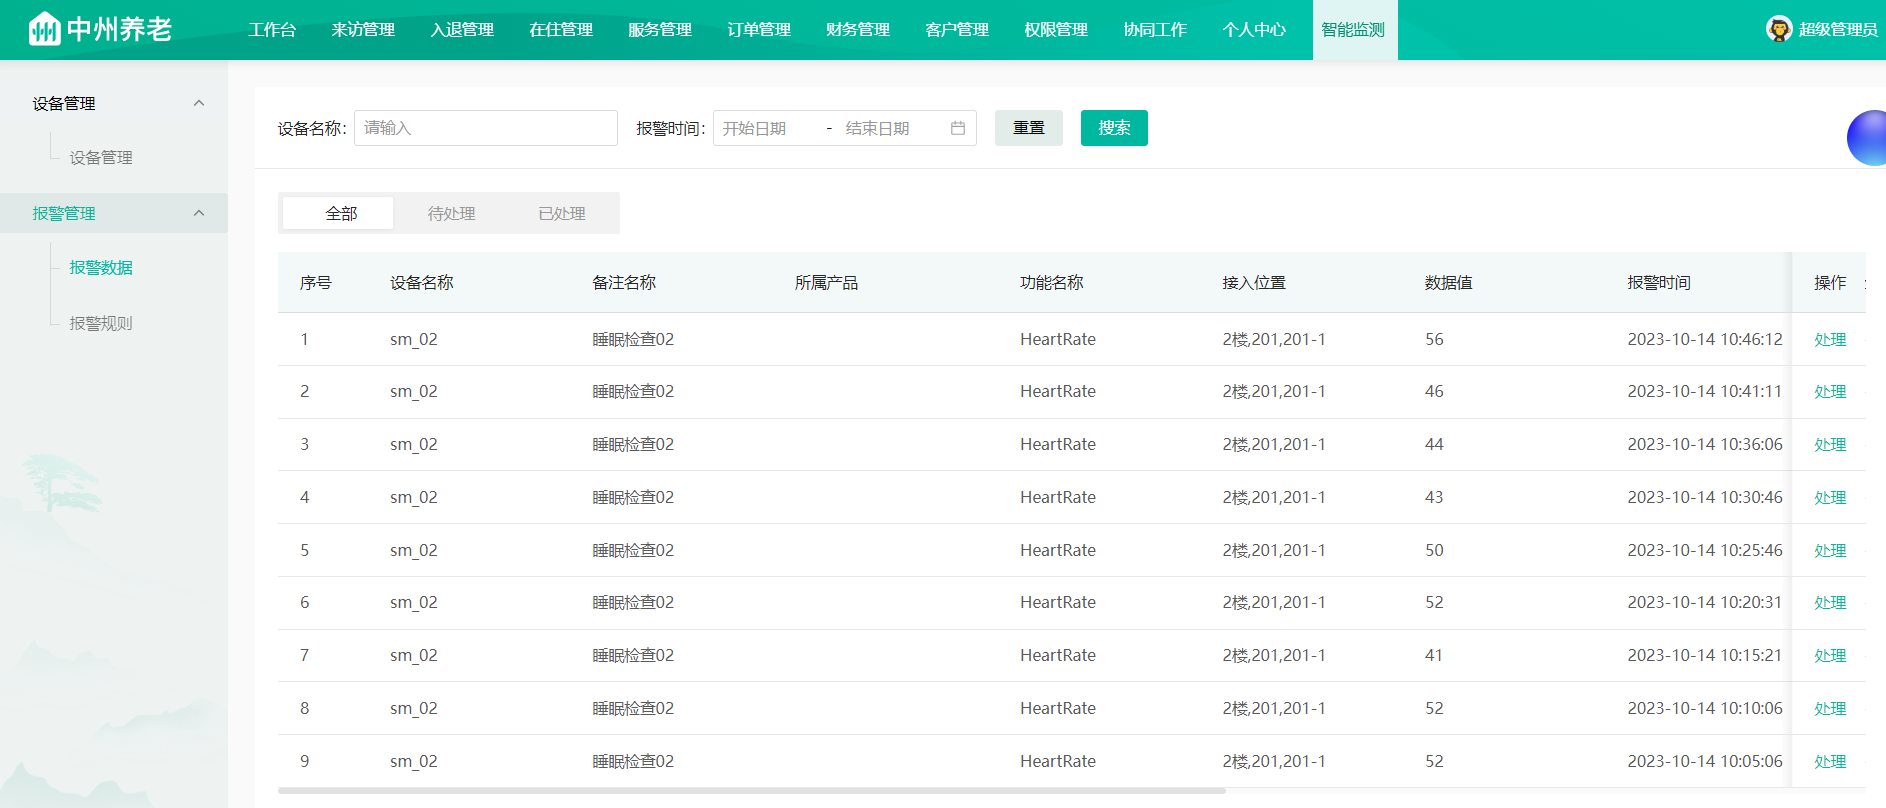 中州养老 工作台 来访管理 入退管理 在住管理 服务管理 订单管理 财务管理 客户管理 权限管理 协同工作 个人中心 智能监测 超级管理员
设备管理
设备管理
报警管理
报警数据
报警规则
设备名称: 请输入 报警时间: 开始日期 - 结束日期 重置 搜索
全部 待处理 已处理
序号 设备名称 备注名称 所属产品 功能名称 接入位置 数据值 报警时间 操作
1 sm_02 睡眠检查02 HeartRate 2楼,201,201-1 56 2023-10-14 10:46:12 处理
2 sm_02 睡眠检查02 HeartRate 2楼,201,201-1 46 2023-10-14 10:41:11 处理
3 sm_02 睡眠检查02 HeartRate 2楼,201,201-1 44 2023-10-14 10:36:06 处理
4 sm_02 睡眠检查02 HeartRate 2楼,201,201-1 43 2023-10-14 10:30:46 处理
5 sm_02 睡眠检查02 HeartRate 2楼,201,201-1 50 2023-10-14 10:25:46 处理
6 sm_02 睡眠检查02 HeartRate 2楼,201,201-1 52 2023-10-14 10:20:31 处理
7 sm_02 睡眠检查02 HeartRate 2楼,201,201-1 41 2023-10-14 10:15:21 处理
8 sm_02 睡眠检查02 HeartRate 2楼,201,201-1 52 2023-10-14 10:10:06 处理
9 sm_02 睡眠检查02 HeartRate 2楼,201,201-1 52 2023-10-14 10:05:06 处理